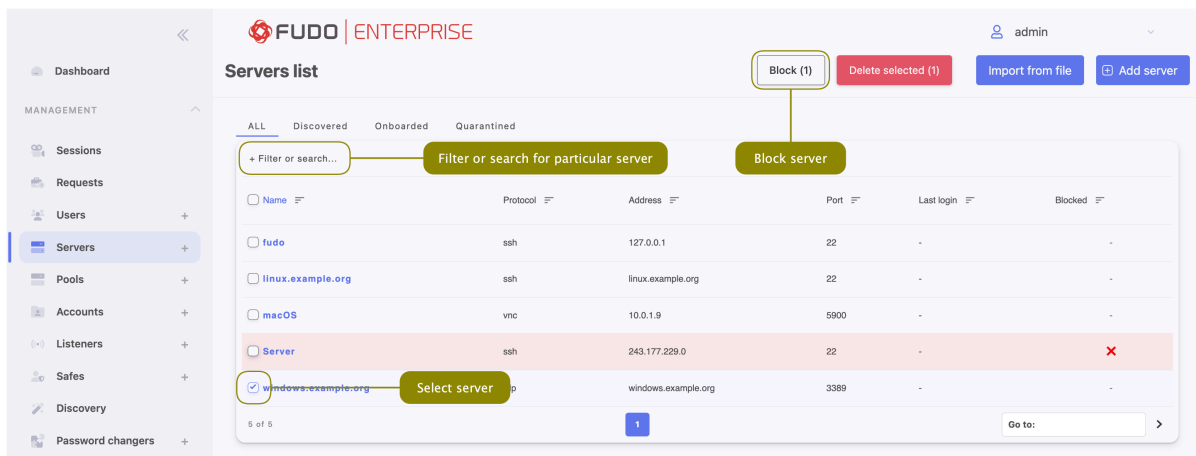 FUDO ENTERPRISE
admin
Dashboard
Servers list
Block (1)
Delete selected (1)
Import from file
Add server
MANAGEMENT
ALL Discovered Onboarded Quarantined
Sessions
+ Filter or search...
Filter or search for particular server
Block server
Requests
Name Protocol Address Port Last login Blocked
Users +
fudo ssh 127.0.0.1 22 - -
Servers +
linux.example.org ssh linux.example.org 22 - -
Pools +
macOS vnc 10.0.1.9 5900 - -
Accounts +
Server ssh 243.177.229.0 22 -
Listeners +
windows.example.org p windows.example.org 3389 - -
Select server
Safes +
Discovery
5 of 5
1
Go to:
Password changers +